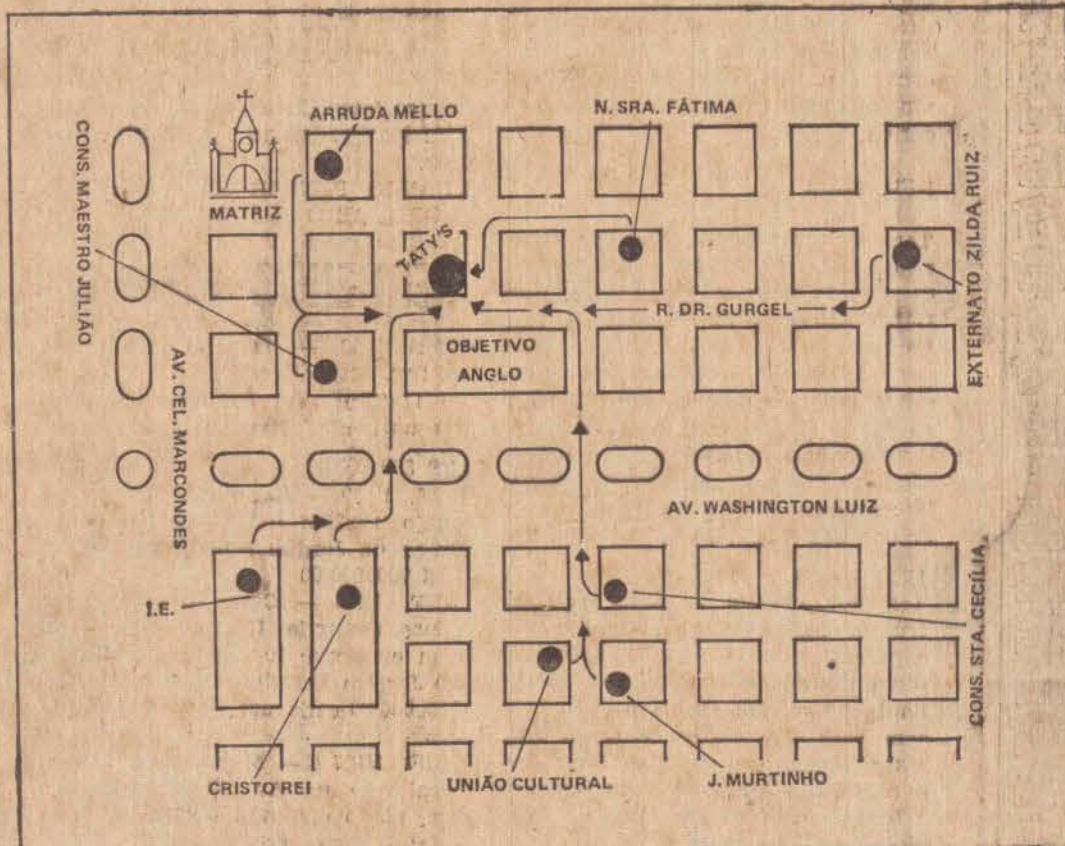 ARRUDA MELLO
N. SRA. FÁTIMA
CONS. MAESTRO JULIÃO
MATRIZ
TATY'S
EXTERNATO ZILDA RUIZ
R. DR. GURGEL
OBJETIVO
ANGLO
AV. CEL. MARCONDES
AV. WASHINGTON LUIZ
I.E.
CONS. STA. CECÍLIA
CRISTO REI
UNIÃO CULTURAL
J. MURTINHO